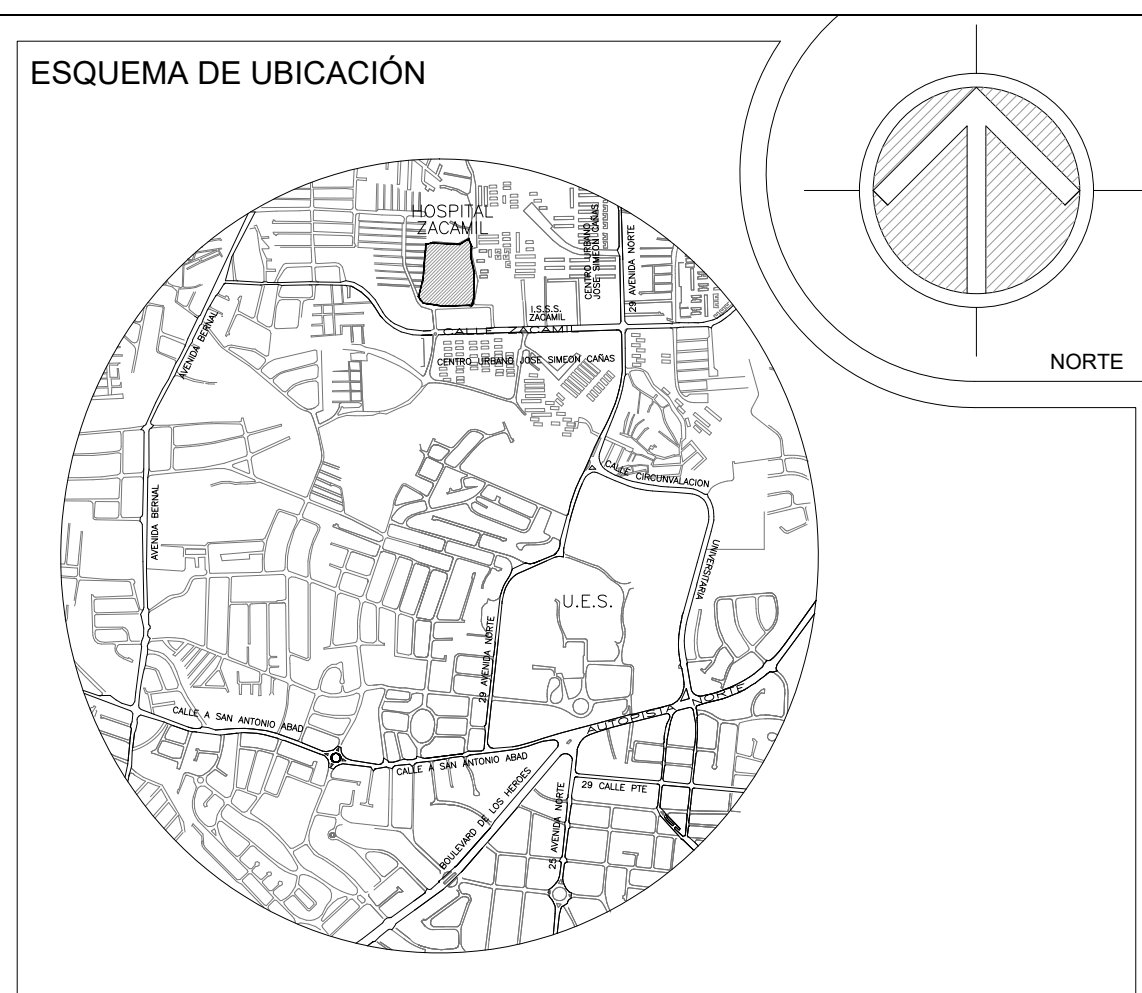 ESQUEMA DE UBICACIÓN
NORTE
HOSPITAL
ZACAMIL
CENTRO URBANO
JOSE SIMEON CAÑAS
29 AVENIDA NORTE
I.S.S.S.
ZACAMIL
CALLE ZACAMIL
AVENIDA BERNAL
CENTRO URBANO JOSE SIMEON CAÑAS
CALLE CIRCUNVALACION
AVENIDA BERNAL
UNIVERSITARIA
U.E.S.
29 AVENIDA NORTE
CALLE A SAN ANTONIO ABAD
AUTOPISTA NORTE
CALLE A SAN ANTONIO ABAD
29 CALLE PTE
BOULEVARD DE LOS HEROES
25 AVENIDA NORTE